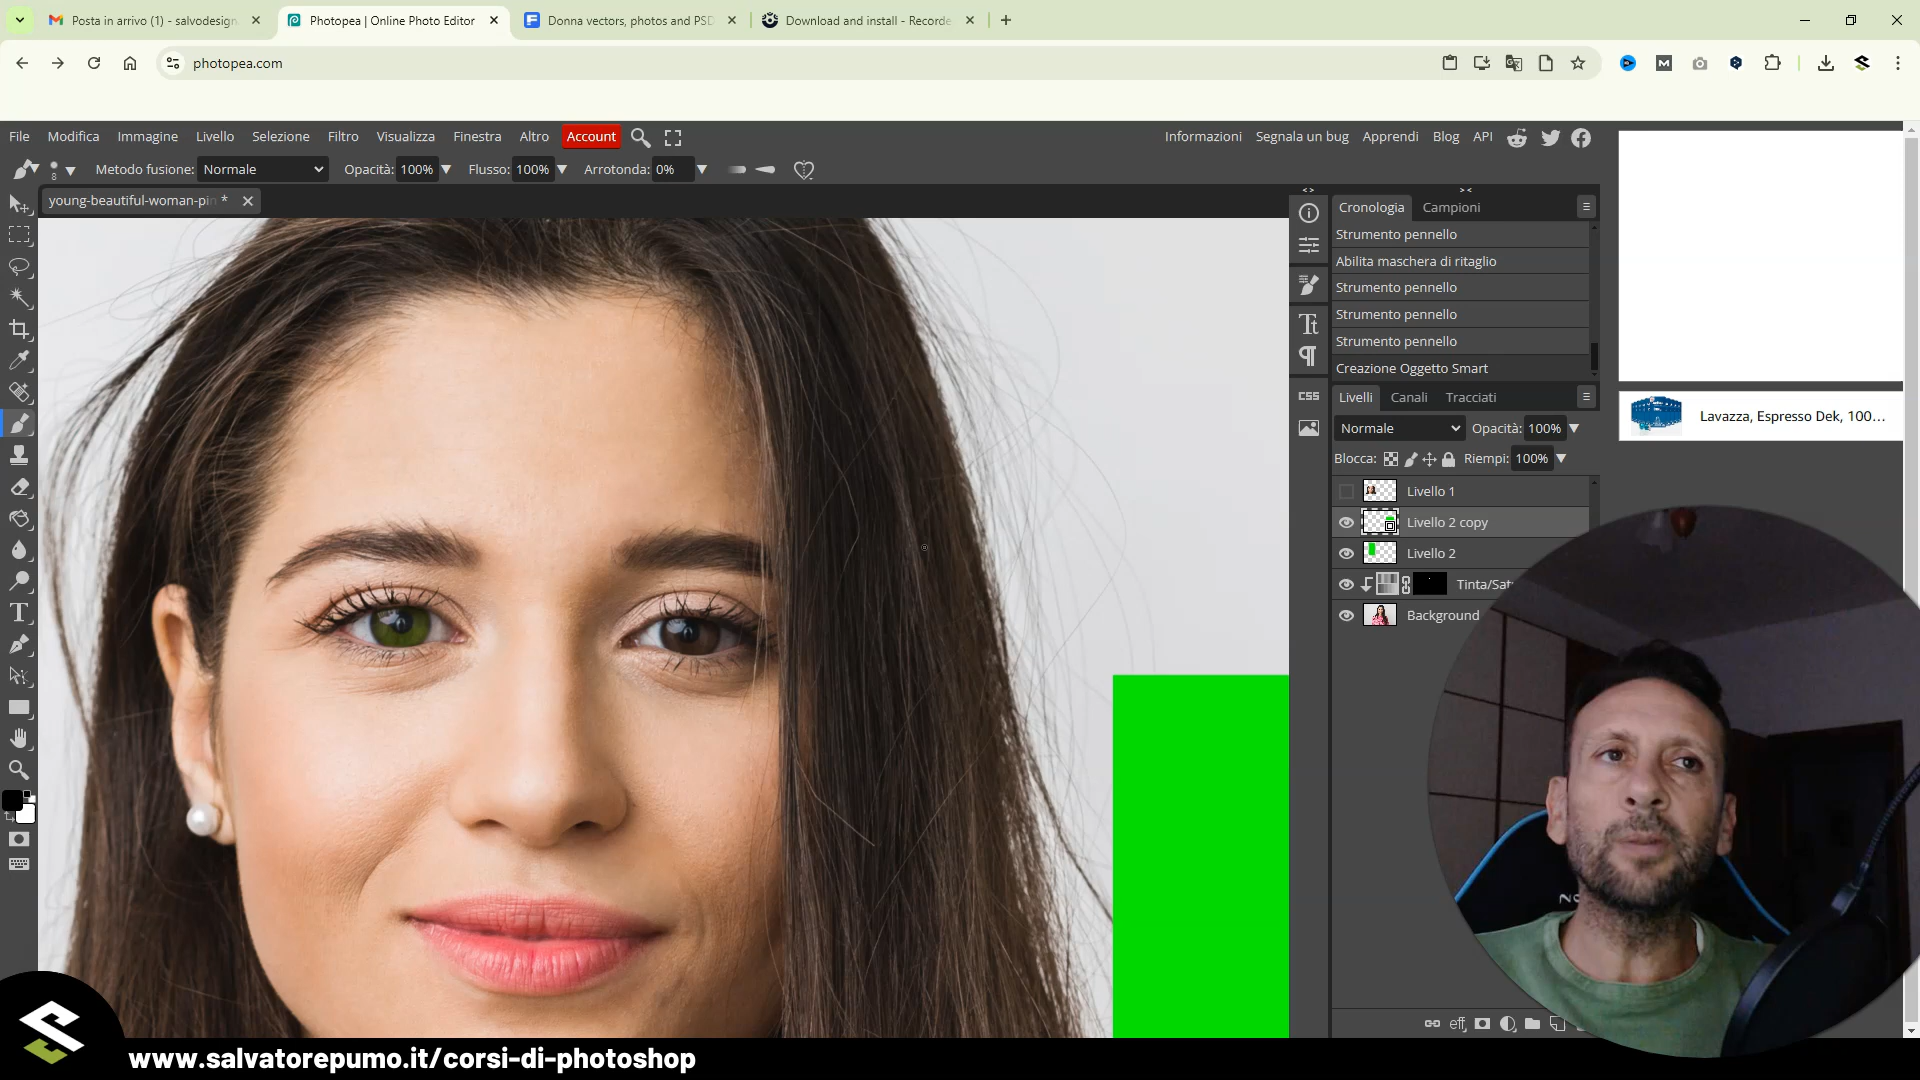 Posta in arrivo (1) - salvodesign
Photopea | Online Photo Editor
Donna vectors, photos and PSD
Download and install - Recorde
photopea.com
File Modifica Immagine Livello Selezione Filtro Visualizza Finestra Altro Account
Informazioni Segnala un bug Apprendi Blog API
8 Metodo fusione: Normale Opacità: 100% Flusso: 100% Arrotonda: 0%
young-beautiful-woman-pin *
Cronologia Campioni
Strumento pennello
Abilita maschera di ritaglio
Strumento pennello
Strumento pennello
Strumento pennello
Creazione Oggetto Smart
CSS
Livelli Canali Tracciati
Normale Opacità: 100%
Blocca: Riempi: 100%
Livello 1
Livello 2 copy
Livello 2
Tinta/Sat
Background
eff
Lavazza, Espresso Dek, 100...
www.salvatorepumo.it/corsi-di-photoshop